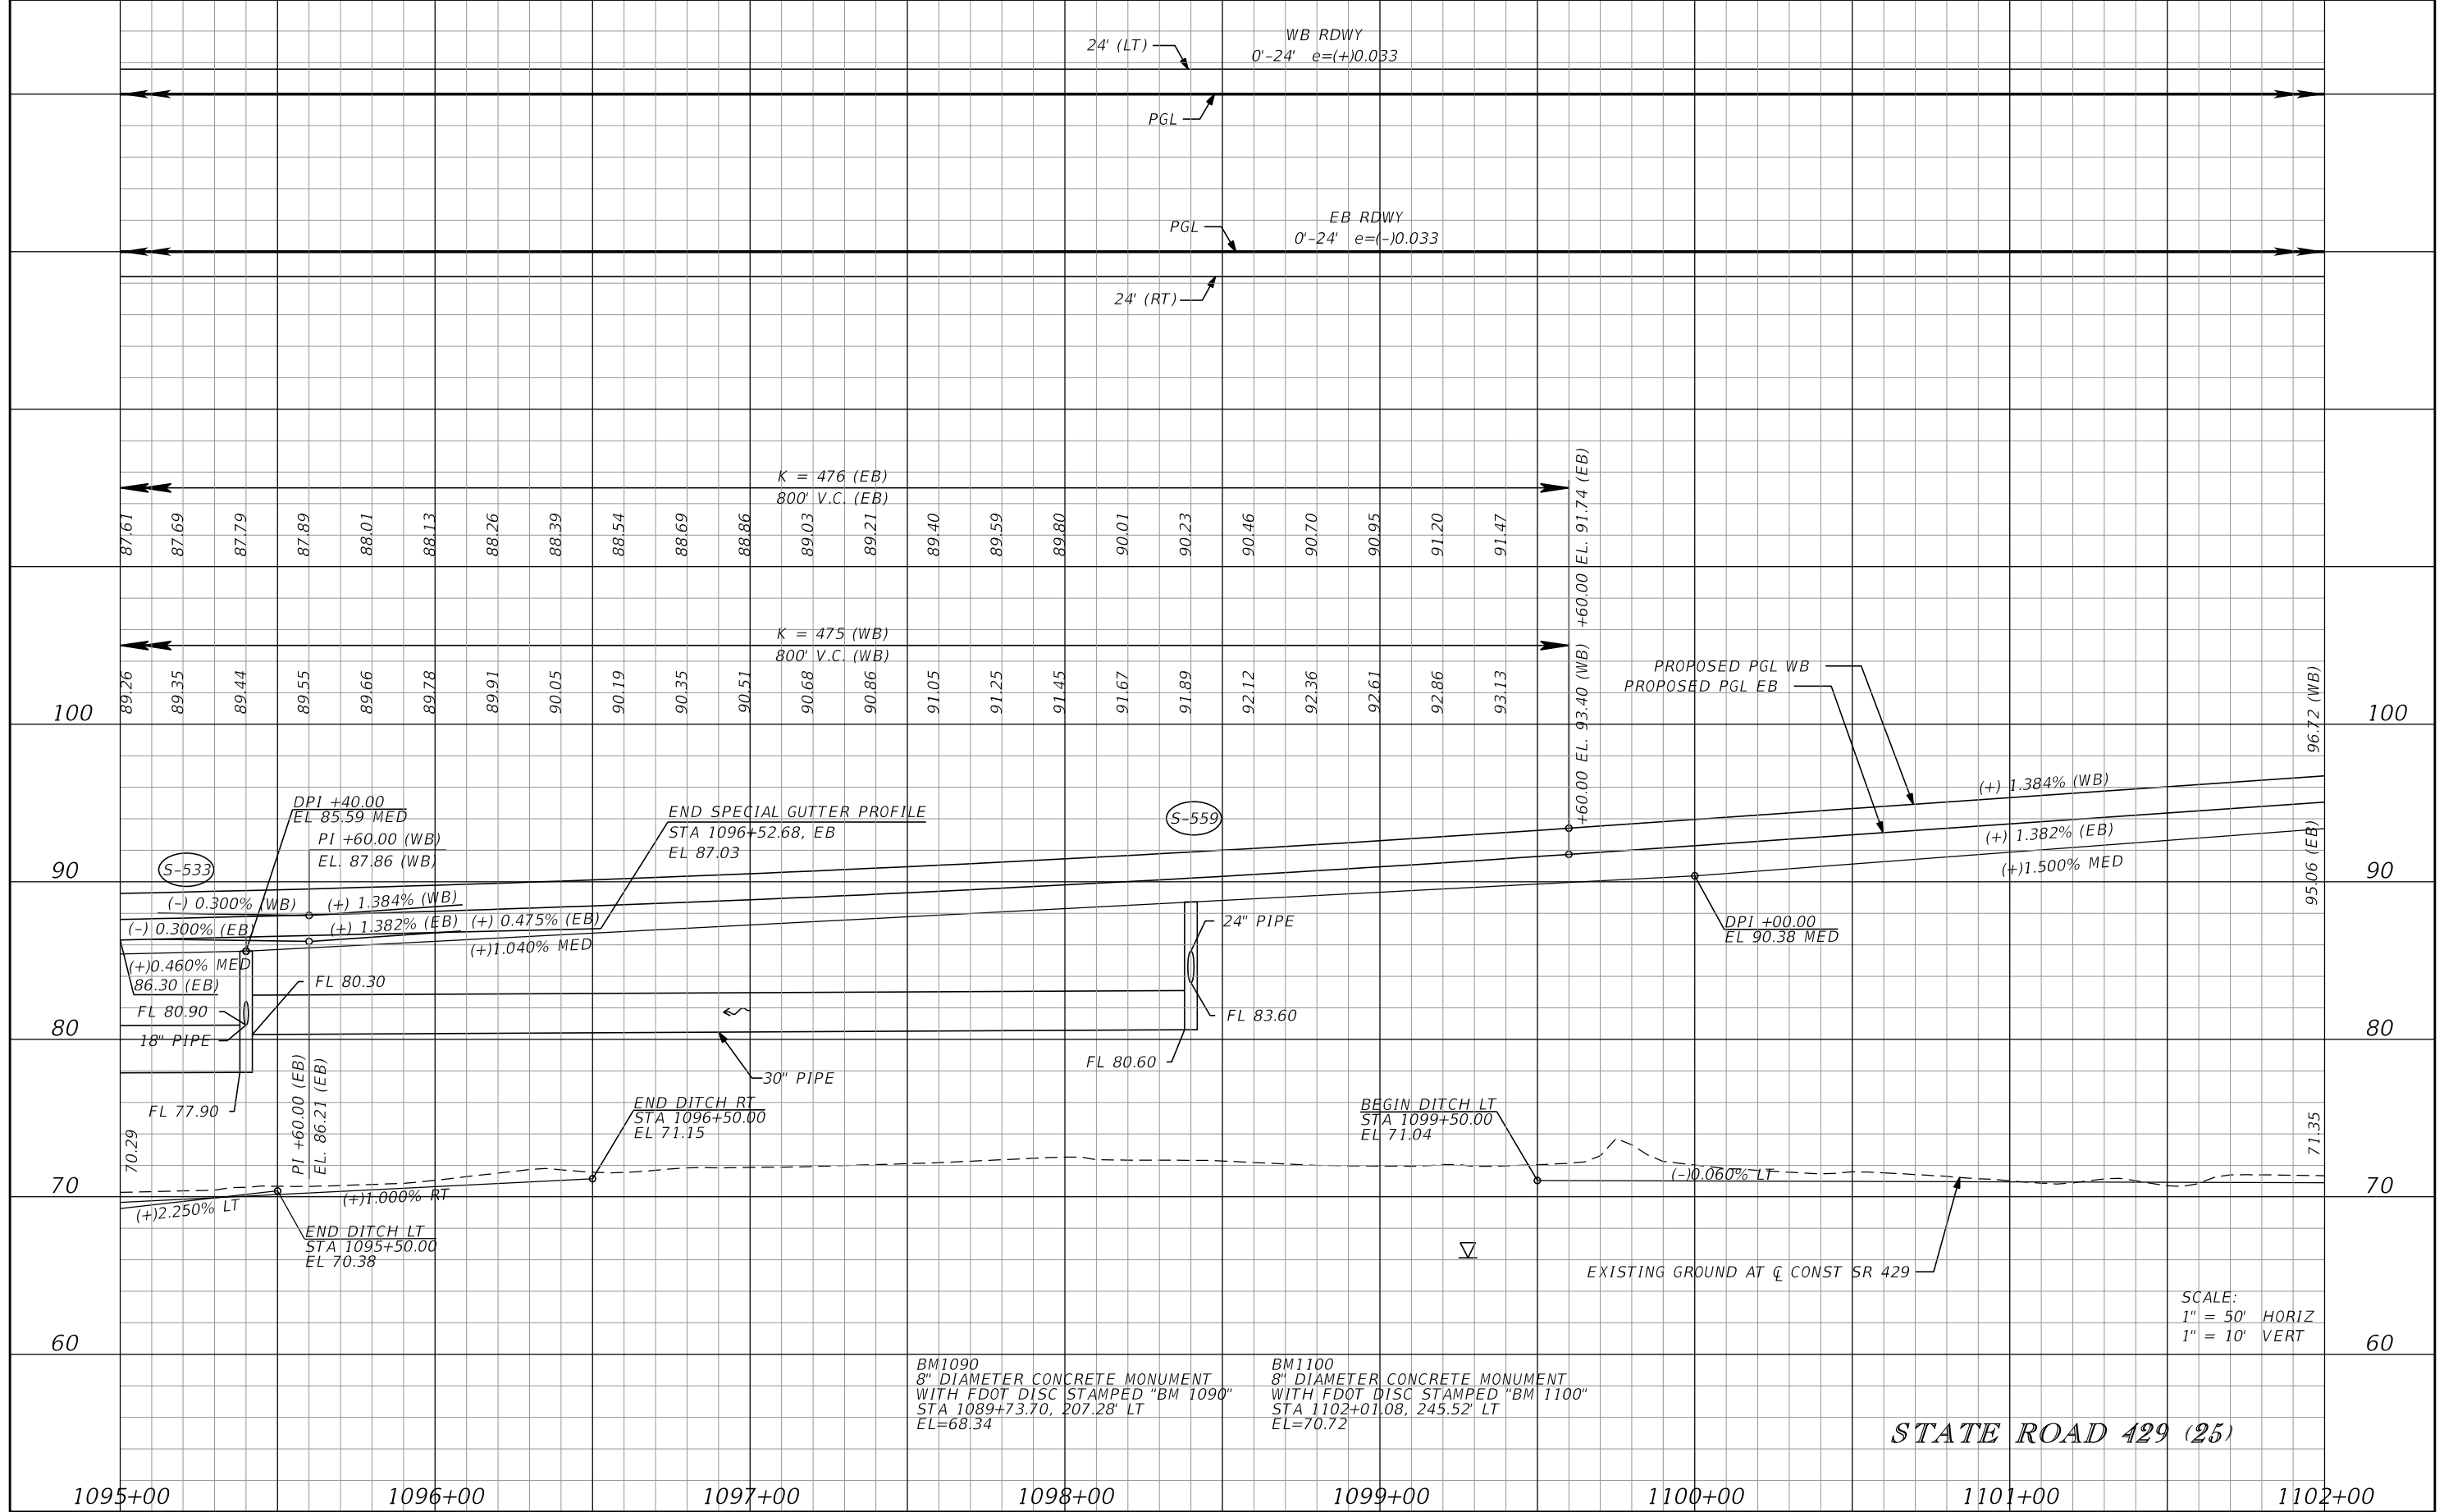 WB RDWY
24' (LT)
0'-24' e=(+)0.033
PGL
EB RDWY
PGL
0'-24' e=(-)0.033
24' (RT)
K = 476 (EB)
800' V.C. (EB)
87.61 87.69 87.79 87.89 88.01 88.13 88.26 88.39 88.54 88.69 88.86 89.03 89.21 89.40 89.59 89.80 90.01 90.23 90.46 90.70 90.95 91.20 91.47
+60.00 EL. 91.74 (EB)
K = 475 (WB)
800' V.C. (WB)
89.26 89.35 89.44 89.55 89.66 89.78 89.91 90.05 90.19 90.35 90.51 90.68 90.86 91.05 91.25 91.45 91.67 91.89 92.12 92.36 92.61 92.86 93.13
+60.00 EL. 93.40 (WB)
PROPOSED PGL WB
PROPOSED PGL EB
96.72 (WB)
100
100
(+) 1.384% (WB)
DPI +40.00
EL 85.59 MED
PI +60.00 (WB)
EL. 87.86 (WB)
END SPECIAL GUTTER PROFILE
STA 1096+52.68, EB
EL 87.03
S-559
(+) 1.382% (EB)
95.06 (EB)
S-533
90
90
(+)1.500% MED
(-) 0.300% (WB)
(+) 1.384% (WB)
(-) 0.300% (EB)
(+) 1.382% (EB)
(+) 0.475% (EB)
24" PIPE
DPI +00.00
EL 90.38 MED
(+)1.040% MED
(+)0.460% MED
86.30 (EB)
FL 80.30
FL 80.90
FL 83.60
80
80
18" PIPE
FL 80.60
30" PIPE
FL 77.90
PI +60.00 (EB)
EL. 86.21 (EB)
END DITCH RT
STA 1096+50.00
EL 71.15
BEGIN DITCH LT
STA 1099+50.00
EL 71.04
70.29
71.35
(-)0.060% LT
70
70
(+)1.000% RT
(+)2.250% LT
END DITCH LT
STA 1095+50.00
EL 70.38
EXISTING GROUND AT ℄ CONST SR 429
SCALE:
1" = 50' HORIZ
1" = 10' VERT
60
60
BM1090
8" DIAMETER CONCRETE MONUMENT
WITH FDOT DISC STAMPED "BM 1090"
STA 1089+73.70, 207.28' LT
EL=68.34
BM1100
8" DIAMETER CONCRETE MONUMENT
WITH FDOT DISC STAMPED "BM 1100"
STA 1102+01.08, 245.52' LT
EL=70.72
STATE ROAD 429 (25)
1095+00 1096+00 1097+00 1098+00 1099+00 1100+00 1101+00 1102+00